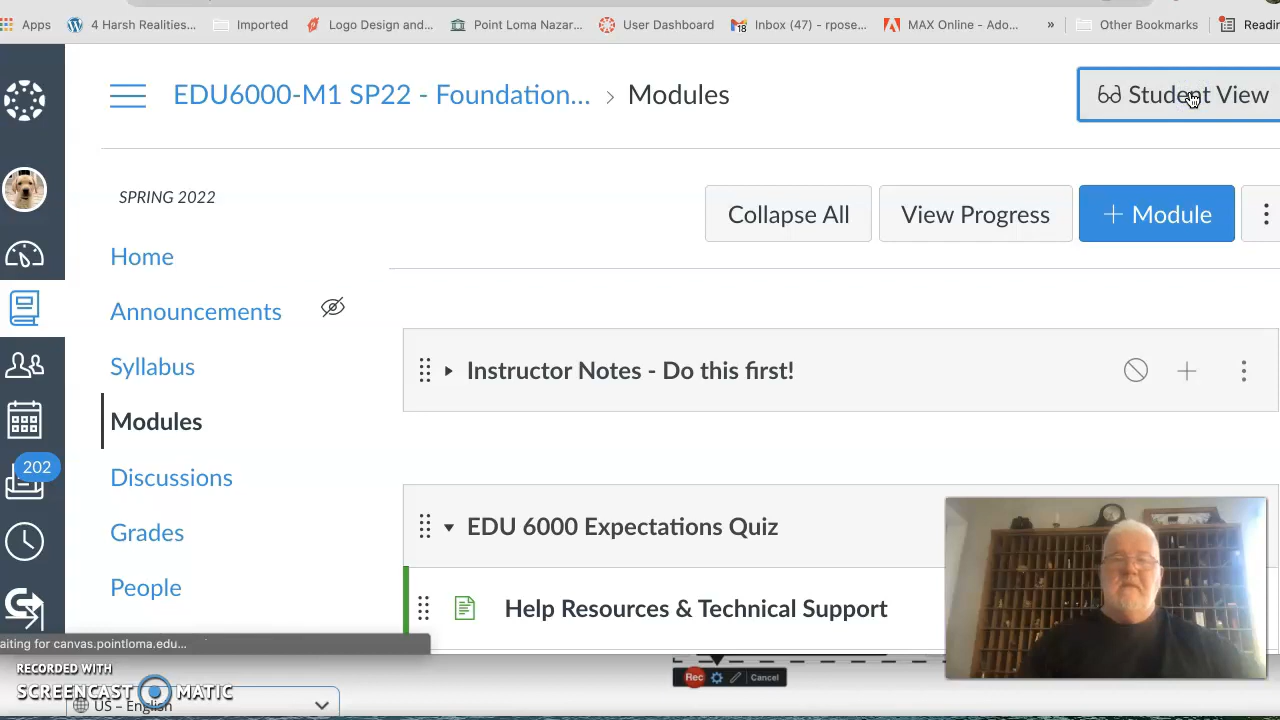 Apps 4 Harsh Realities... Imported Logo Design and... Point Loma Nazar... User Dashboard 18 Inbox (47) - rpose... MAX Online - Ado... » Other Bookmarks
EDU6000-M1 SP22 - Foundation... › Modules Student View
SPRING 2022
Collapse All View Progress + Module
Home
Announcements
Syllabus
Instructor Notes - Do this first!
Modules
202
Discussions
EDU 6000 Expectations Quiz
Grades
People
Help Resources & Technical Support
aiting for canvas.pointloma.edu...
RECORDED WITH
SCREENCAST MATIC
Rec Cancel
US – English